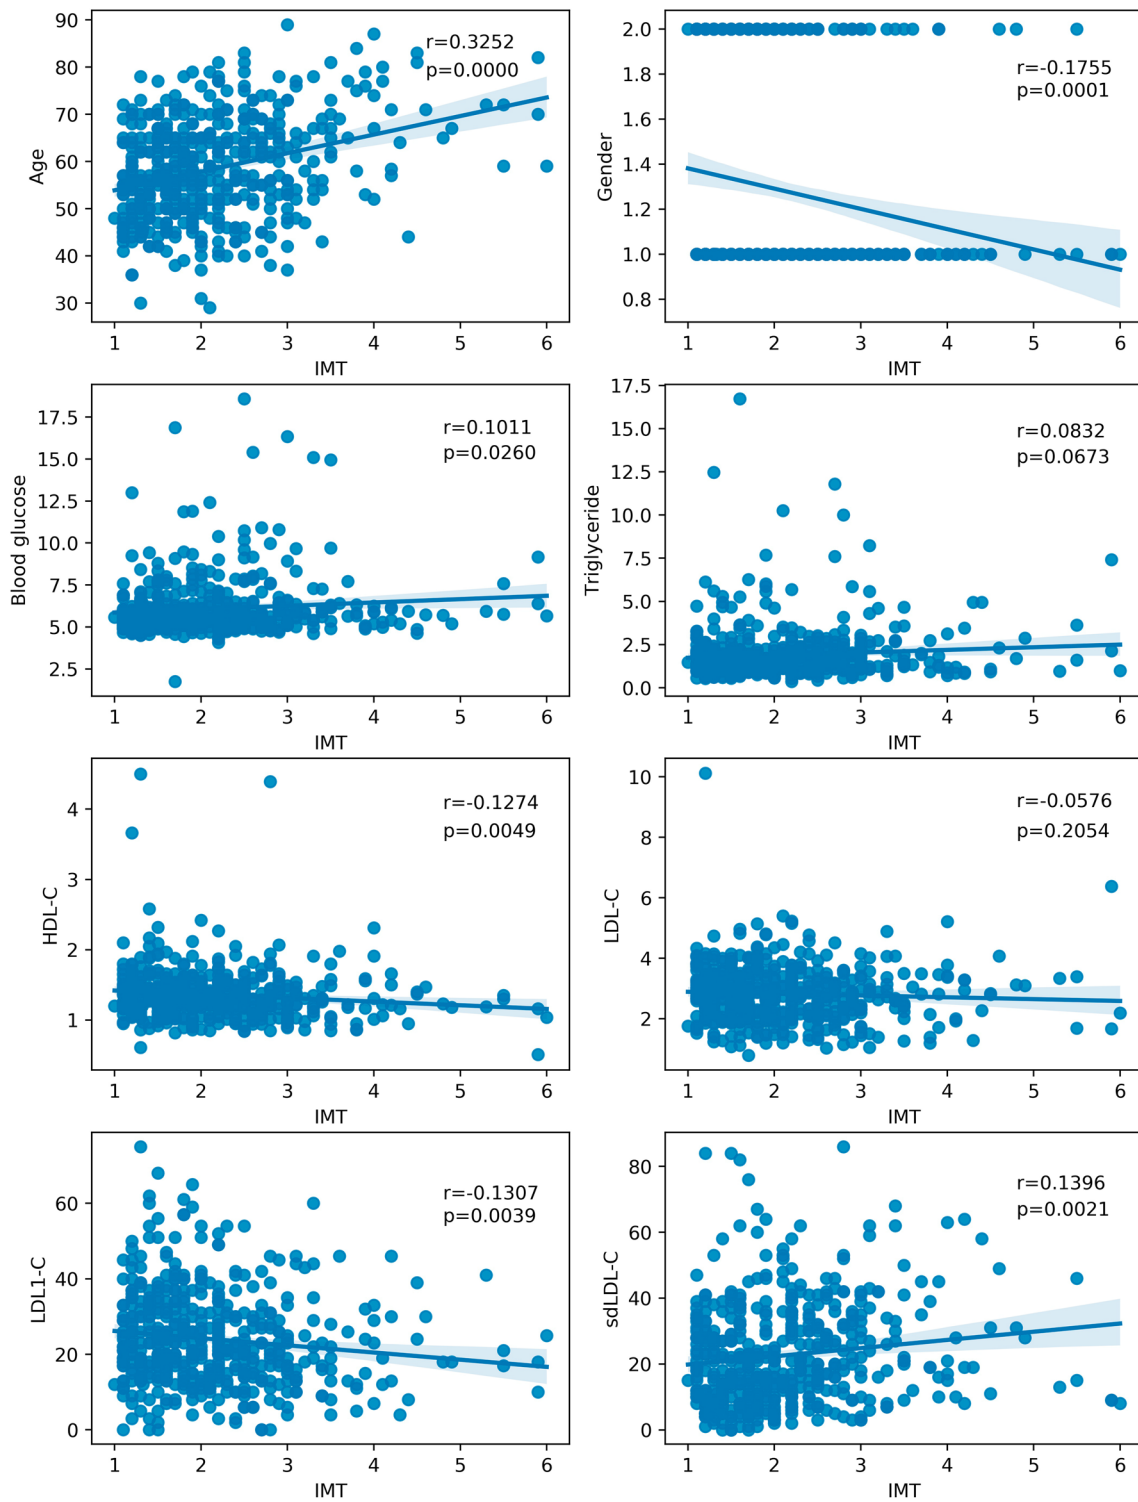 90
80
70
60
50
40
30
Age
r=0.3252
p=0.0000
1 2 3 4 5 6
IMT
2.0
1.8
1.6
1.4
1.2
1.0
0.8
Gender
r=-0.1755
p=0.0001
1 2 3 4 5 6
IMT
17.5
15.0
12.5
10.0
7.5
5.0
2.5
Blood glucose
r=0.1011
p=0.0260
1 2 3 4 5 6
IMT
17.5
15.0
12.5
10.0
7.5
5.0
2.5
0.0
Triglyceride
r=0.0832
p=0.0673
1 2 3 4 5 6
IMT
4
3
2
1
HDL-C
r=-0.1274
p=0.0049
1 2 3 4 5 6
IMT
10
8
6
4
2
LDL-C
r=-0.0576
p=0.2054
1 2 3 4 5 6
IMT
60
40
20
0
LDL1-C
r=-0.1307
p=0.0039
1 2 3 4 5 6
IMT
80
60
40
20
0
sdLDL-C
r=0.1396
p=0.0021
1 2 3 4 5 6
IMT